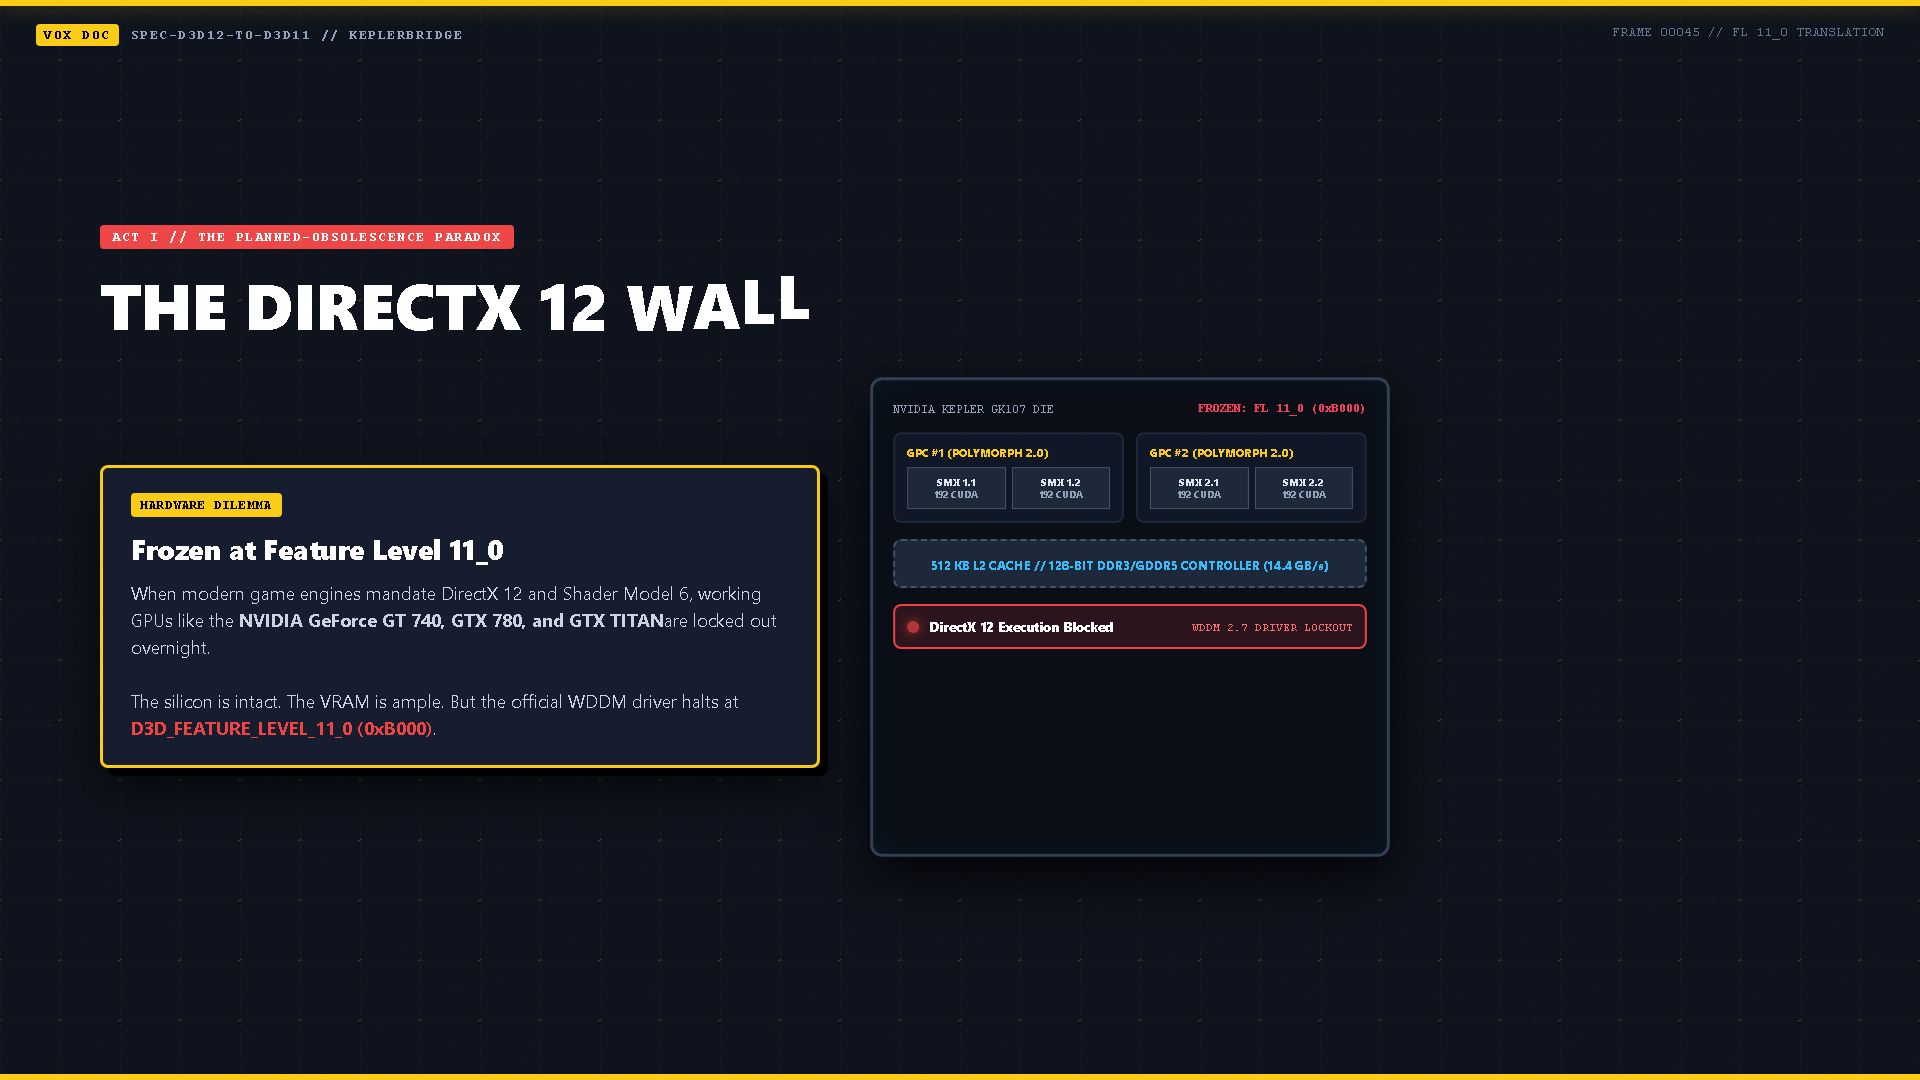 VOX DOC SPEC-D3D12-TO-D3D11 // KEPLERBRIDGE
FRAME 00045 // FL 11_0 TRANSLATION
ACT I // THE PLANNED-OBSOLESCENCE PARADOX
THE DIRECTX 12 WALL
HARDWARE DILEMMA
Frozen at Feature Level 11_0
When modern game engines mandate DirectX 12 and Shader Model 6, working
GPUs like the NVIDIA GeForce GT 740, GTX 780, and GTX TITANare locked out
overnight.
The silicon is intact. The VRAM is ample. But the official WDDM driver halts at
D3D_FEATURE_LEVEL_11_0 (0xB000).
NVIDIA KEPLER GK107 DIE
FROZEN: FL 11_0 (0xB000)
GPC #1 (POLYMORPH 2.0)
SMX 1.1
192 CUDA
SMX 1.2
192 CUDA
GPC #2 (POLYMORPH 2.0)
SMX 2.1
192 CUDA
SMX 2.2
192 CUDA
512 KB L2 CACHE // 128-BIT DDR3/GDDR5 CONTROLLER (14.4 GB/s)
DirectX 12 Execution Blocked
WDDM 2.7 DRIVER LOCKOUT